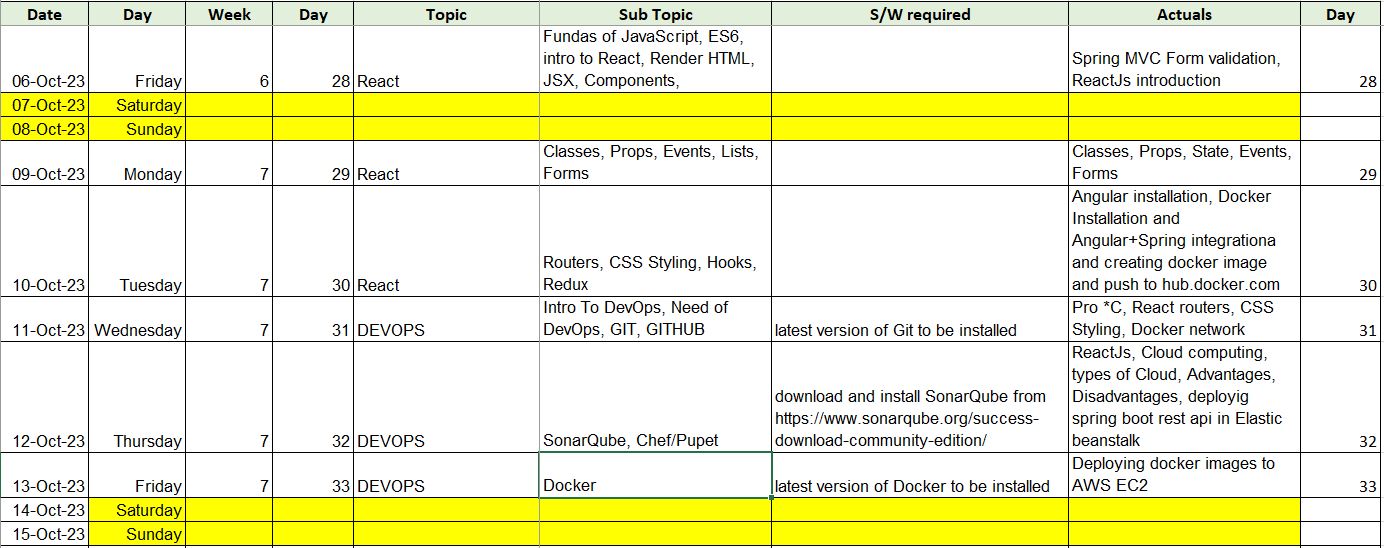 Date Day Week Day Topic Sub Topic S/W required Actuals Day
Fundas of JavaScript, ES6,
intro to React, Render HTML, Spring MVC Form validation,
06-Oct-23 Friday 6 28 React JSX, Components, ReactJs introduction 28
07-Oct-23 Saturday
08-Oct-23 Sunday
Classes, Props, Events, Lists, Classes, Props, State, Events,
09-Oct-23 Monday 7 29 React Forms Forms 29
Angular installation, Docker
Installation and
Angular+Spring integrationa
Routers, CSS Styling, Hooks, and creating docker image
10-Oct-23 Tuesday 7 30 React Redux and push to hub.docker.com 30
Intro To DevOps, Need of Pro *C, React routers, CSS
11-Oct-23 Wednesday 7 31 DEVOPS DevOps, GIT, GITHUB latest version of Git to be installed Styling, Docker network 31
ReactJs, Cloud computing,
types of Cloud, Advantages,
download and install SonarQube from Disadvantages, deployig
https://www.sonarqube.org/success- spring boot rest api in Elastic
12-Oct-23 Thursday 7 32 DEVOPS SonarQube, Chef/Pupet download-community-edition/ beanstalk 32
Deploying docker images to
13-Oct-23 Friday 7 33 DEVOPS Docker latest version of Docker to be installed AWS EC2 33
14-Oct-23 Saturday
15-Oct-23 Sunday